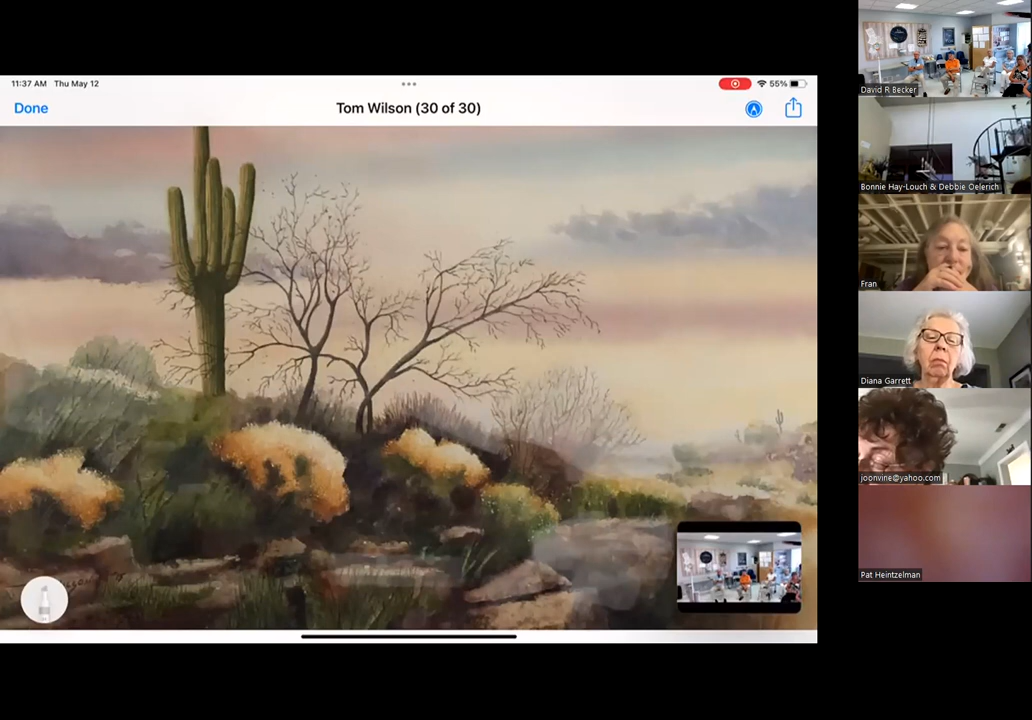 11:37 AM Thu May 12
55%
Done
Tom Wilson (30 of 30)
David R Becker
Bonnie Hay-Louch & Debbie Oelerich
Fran
Diana Garrett
joonvine@yahoo.com
Pat Heintzelman